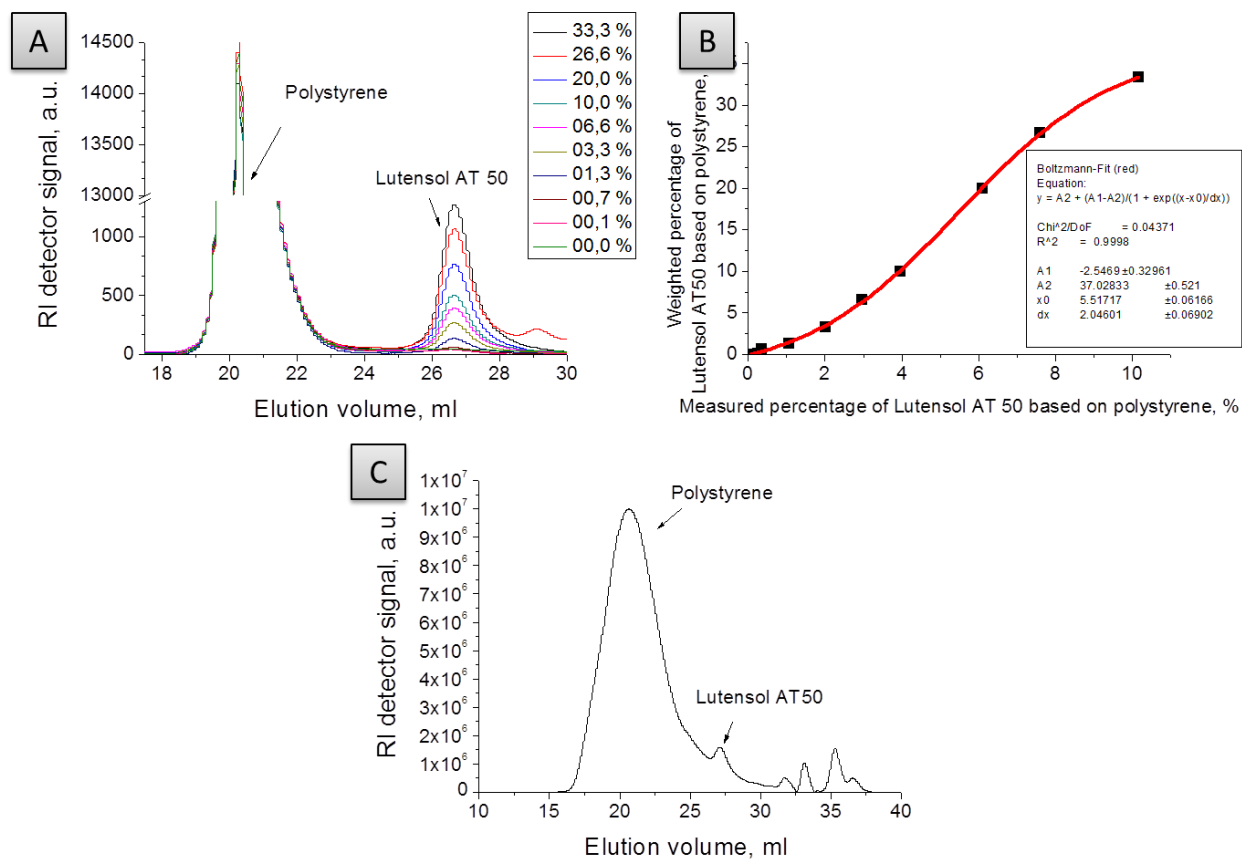 A
14500
14000
13500
13000
1000
500
0
18 20 22 24 26 28 30
RI detector signal, a.u.
Elution volume, ml
Polystyrene
Lutensol AT 50
33,3 %
26,6 %
20,0 %
10,0 %
06,6 %
03,3 %
01,3 %
00,7 %
00,1 %
00,0 %
B
Weighted percentage of
Lutensol AT50 based on polystyrene,
30
25
20
15
10
5
0
0 2 4 6 8 10
Measured percentage of Lutensol AT 50 based on polystyrene, %
Boltzmann-Fit (red)
Equation:
y = A2 + (A1-A2)/(1 + exp((x-x0)/dx))
Chi^2/DoF = 0.04371
R^2 = 0.9998
A1 -2.5469 ±0.32961
A2 37.02833 ±0.521
x0 5.51717 ±0.06166
dx 2.04601 ±0.06902
C
1x10⁷
1x10⁷
9x10⁶
8x10⁶
7x10⁶
6x10⁶
5x10⁶
4x10⁶
3x10⁶
2x10⁶
1x10⁶
0
10 15 20 25 30 35 40
RI detector signal, a.u.
Elution volume, ml
Polystyrene
Lutensol AT50